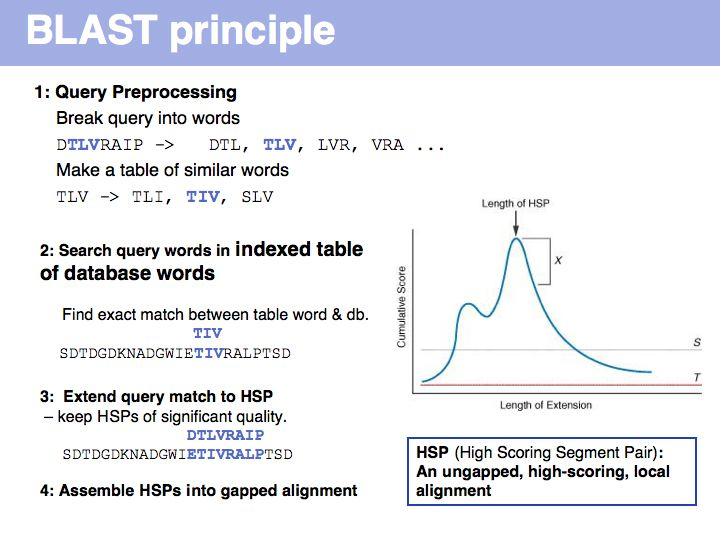 BLAST principle
1: Query Preprocessing
Break query into words
DTLVRAIP -> DTL, TLV, LVR, VRA ...
Make a table of similar words
TLV -> TLI, TIV, SLV
2: Search query words in indexed table
of database words
Find exact match between table word & db.
TIV
SDTDGDKNADGWIETIVRALPTSD
3: Extend query match to HSP
– keep HSPs of significant quality.
DTLVRAIP
SDTDGDKNADGWIETIVRALPTSD
4: Assemble HSPs into gapped alignment
Length of HSP
X
Cumulative Score
S
T
Length of Extension
HSP (High Scoring Segment Pair):
An ungapped, high-scoring, local
alignment